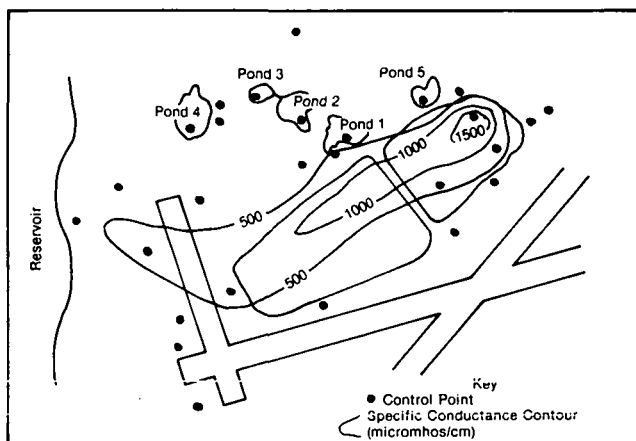 Pond 3
Pond 5
Pond 4
Pond 2
Pond 1
1500
1000
1000
500
500
Reservoir
Key
Control Point
Specific Conductance Contour
(micromhos/cm)